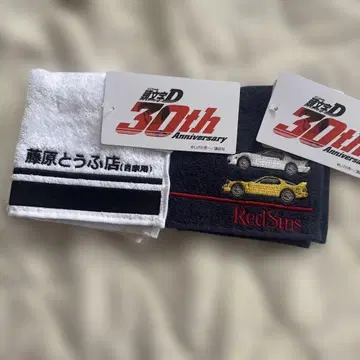 頭文字D
30th
Anniversary
藤原とうふ店(自家用)
頭文字D
30th
Anniversary
RedSuns